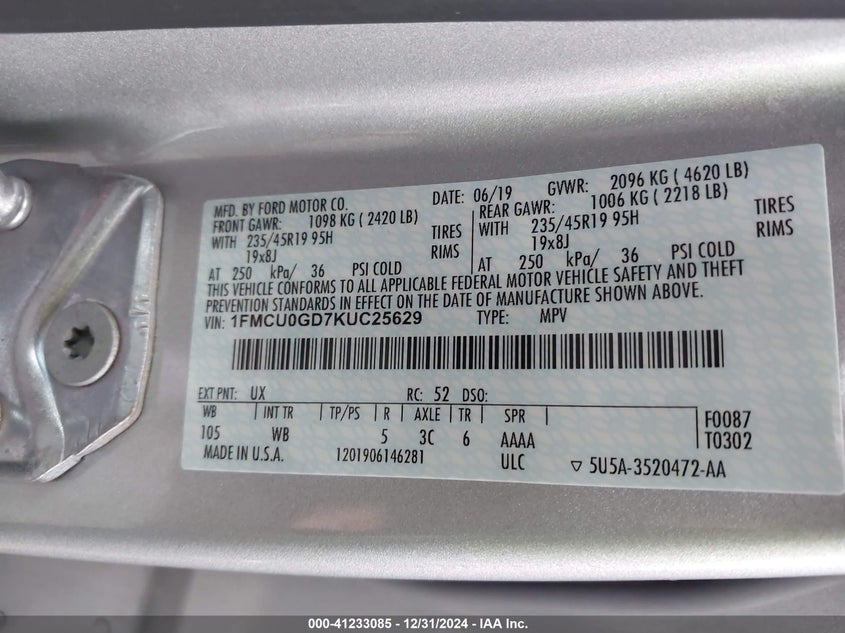 MFD. BY FORD MOTOR CO. DATE: 06/19 GVWR: 2096 KG ( 4620 LB)
FRONT GAWR: 1098 KG ( 2420 LB) REAR GAWR: 1006 KG ( 2218 LB)
WITH 235/45R19 95H TIRES WITH 235/45R19 95H TIRES
19x8J RIMS 19x8J RIMS
AT 250 kPa/ 36 PSI COLD AT 250 kPa/ 36 PSI COLD
THIS VEHICLE CONFORMS TO ALL APPLICABLE FEDERAL MOTOR VEHICLE SAFETY AND THEFT
PREVENTION STANDARDS IN EFFECT ON THE DATE OF MANUFACTURE SHOWN ABOVE.
VIN: 1FMCU0GD7KUC25629 TYPE: MPV
EXT PNT: UX RC: 52 DSO:
WB INT TR TP/PS R AXLE TR SPR F0087
105 WB 5 3C 6 AAAA T0302
MADE IN U.S.A. 1201906146281 ULC ▽ 5U5A-3520472-AA
000-41233085 - 12/31/2024 - IAA Inc.